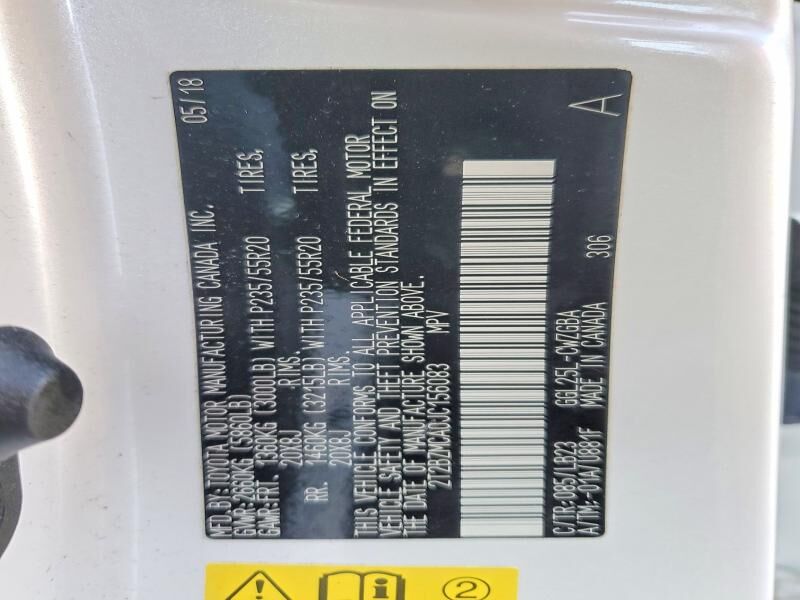 MFD.BY:TOYOTA MOTOR MANUFACTURING CANADA INC. 05/18
GVWR:2660KG(5860LB)
GAWR:FRT. 1360KG (3000LB) WITH P235/55R20 TIRES,
20X8J RIMS.
RR. 1460KG (3215LB) WITH P235/55R20 TIRES,
20X8J RIMS.
THIS VEHICLE CONFORMS TO ALL APPLICABLE FEDERAL MOTOR
VEHICLE SAFETY AND THEFT PREVENTION STANDARDS IN EFFECT ON
THE DATE OF MANUFACTURE SHOWN ABOVE.
2T2BZMCA0JC156083 MPV
A
C/TR:085/LB23 GGL25L-CWZGBA 306
A/TM:-F01A/U881F MADE IN CANADA
2